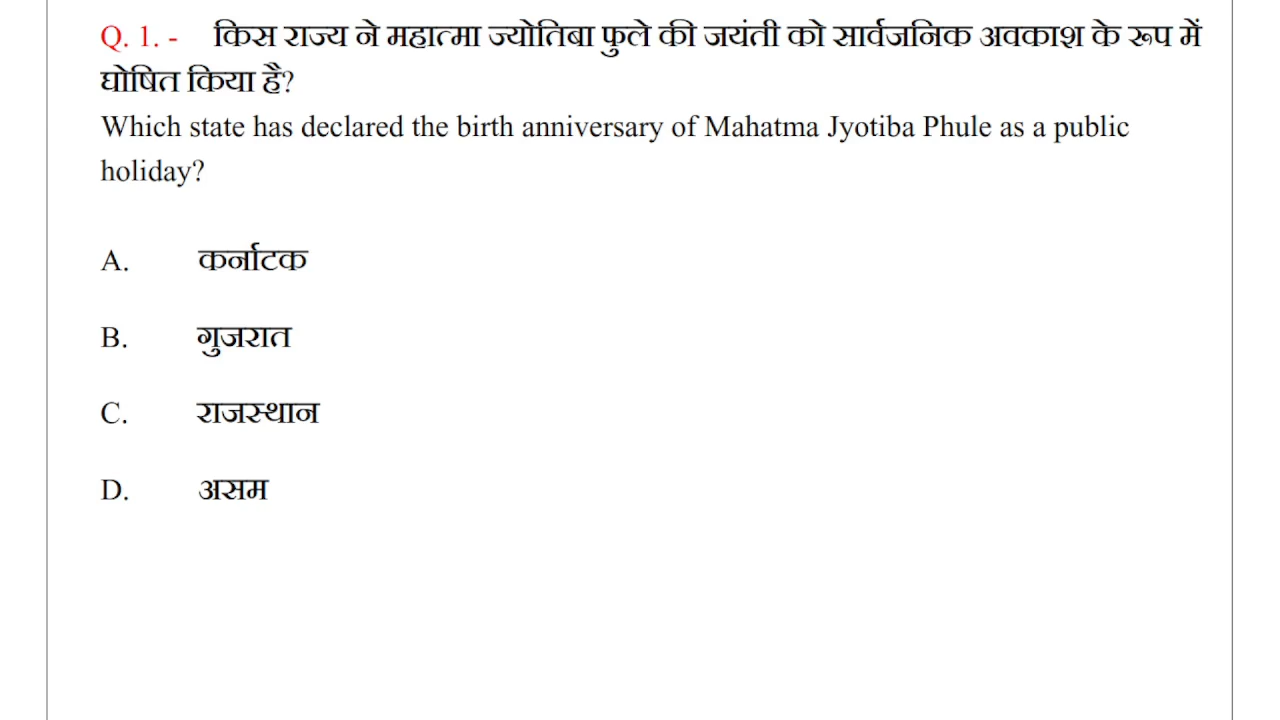 Q. 1. - किस राज्य ने महात्मा ज्योतिबा फुले की जयंती को सार्वजनिक अवकाश के रूप में
घोषित किया है?
Which state has declared the birth anniversary of Mahatma Jyotiba Phule as a public
holiday?
A. कर्नाटक
B. गुजरात
C. राजस्थान
D. असम